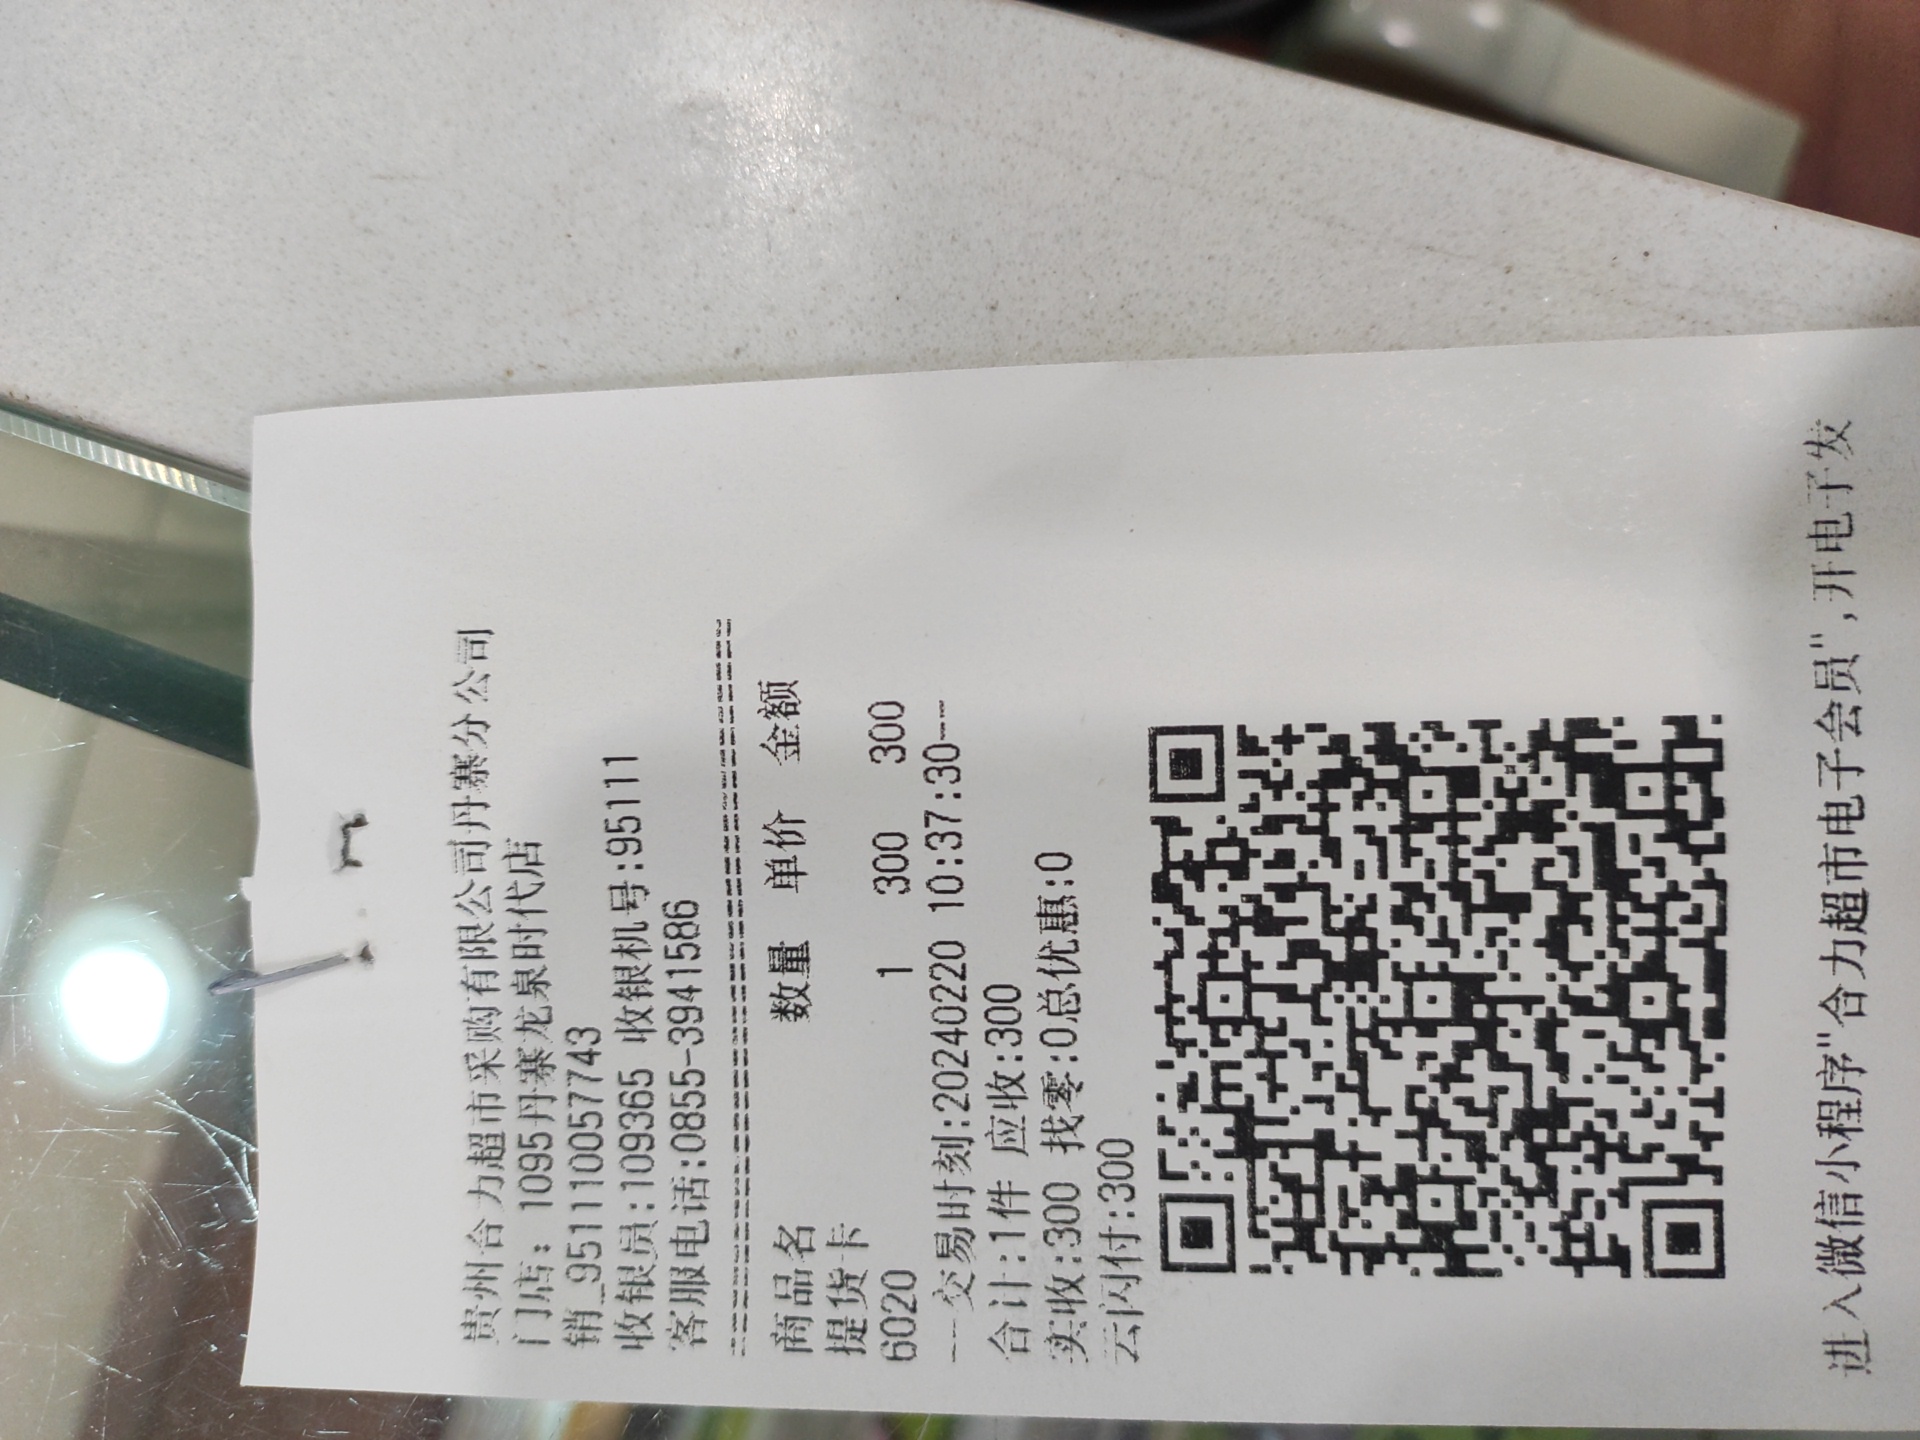 贵州合力超市采购有限公司丹寨分公司
门店：1095丹寨龙泉时代店
销_951110057743
收银员:109365 收银机号:95111
客服电话:0855-3941586
商品名 数量 单价 金额
提货卡
6020 1 300 300
---交易时刻:20240220 10:37:30---
合计:1件 应收:300
实收:300 找零:0总优惠:0
云闪付:300
进入微信小程序"合力超市电子会员",开电子发